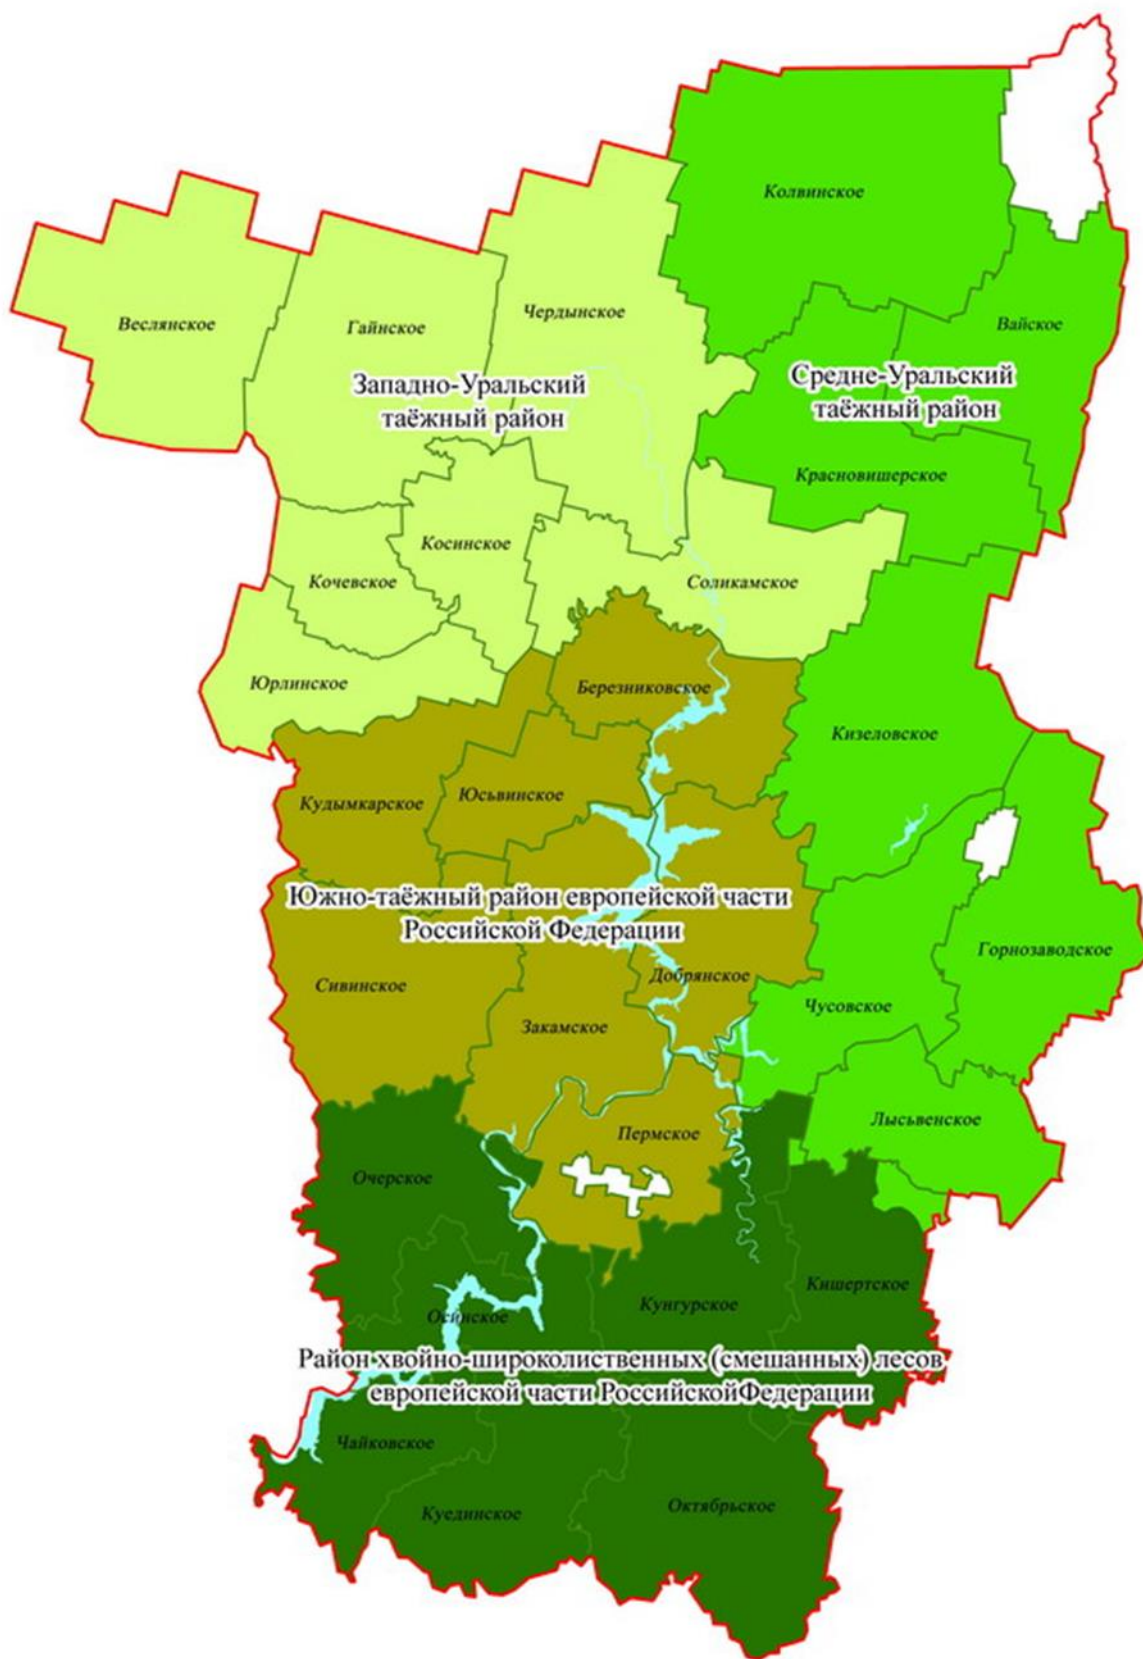 Колвинское
Веслянское
Гайнское
Чердынское
Вайское
Западно-Уральский
таёжный район
Средне-Уральский
таёжный район
Красновишерское
Косинское
Кочевское
Соликамское
Юрлинское
Березниковское
Кизеловское
Кудымкарское
Юсьвинское
Южно-таёжный район европейской части
Российской Федерации
Горнозаводское
Сивинское
Добрянское
Закамское
Чусовское
Лысьвенское
Пермское
Очерское
Кишертское
Осинское
Кунгурское
Район хвойно-широколиственных (смешанных) лесов
европейской части РоссийскойФедерации
Чайковское
Куединское
Октябрьское